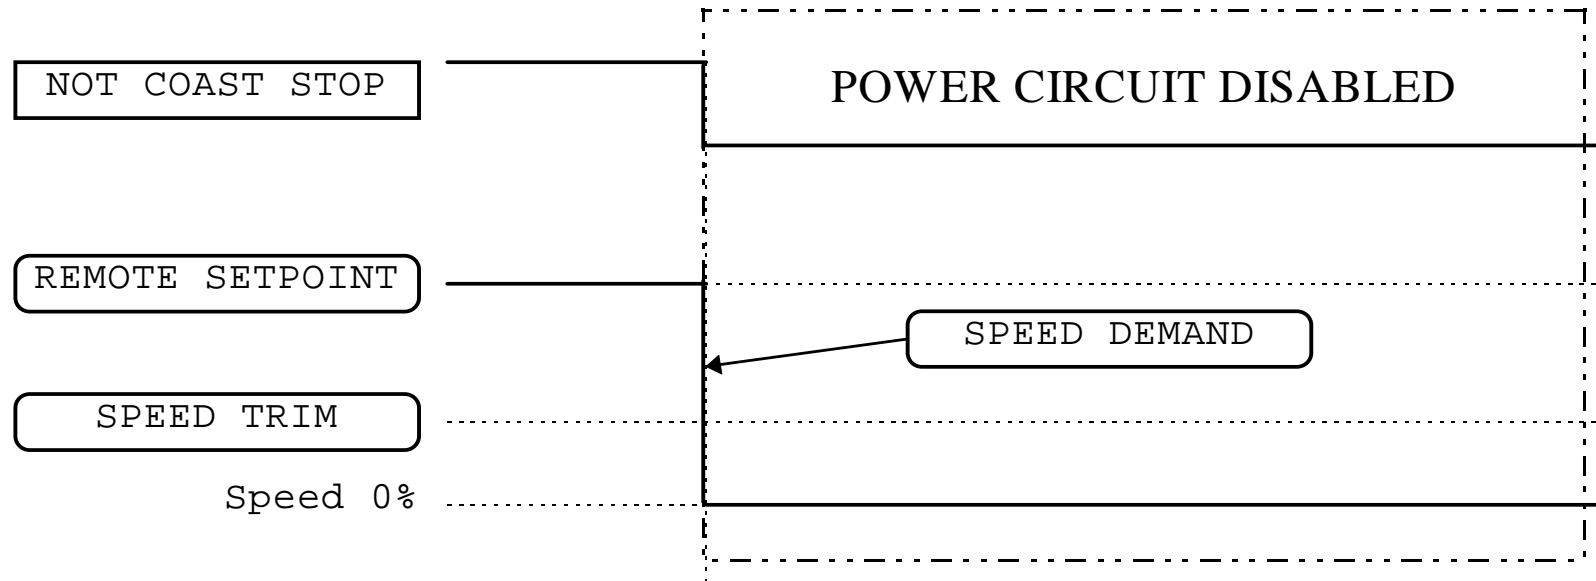 NOT COAST STOP
POWER CIRCUIT DISABLED
REMOTE SETPOINT
SPEED DEMAND
SPEED TRIM
Speed 0%